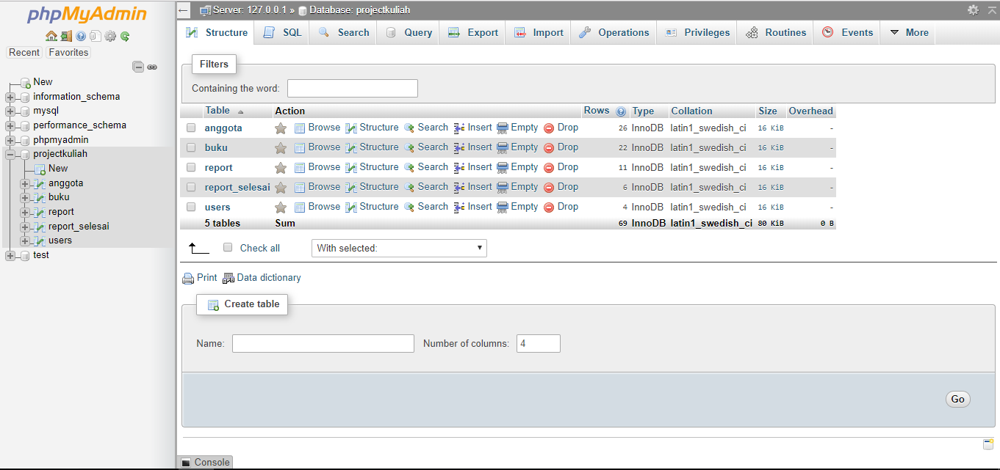 phpMyAdmin
Recent Favorites
New
information_schema
mysql
performance_schema
phpmyadmin
projectkuliah
New
anggota
buku
report
report_selesai
users
test
Server: 127.0.0.1 » Database: projectkuliah
Structure SQL Search Query Export Import Operations Privileges Routines Events More
Filters
Containing the word:
Table Action Rows Type Collation Size Overhead
anggota Browse Structure Search Insert Empty Drop 26 InnoDB latin1_swedish_ci 16 KiB -
buku Browse Structure Search Insert Empty Drop 22 InnoDB latin1_swedish_ci 16 KiB -
report Browse Structure Search Insert Empty Drop 11 InnoDB latin1_swedish_ci 16 KiB -
report_selesai Browse Structure Search Insert Empty Drop 6 InnoDB latin1_swedish_ci 16 KiB -
users Browse Structure Search Insert Empty Drop 4 InnoDB latin1_swedish_ci 16 KiB -
5 tables Sum 69 InnoDB latin1_swedish_ci 80 KiB 0 B
Check all With selected:
Print Data dictionary
Create table
Name: Number of columns: 4
Go
Console